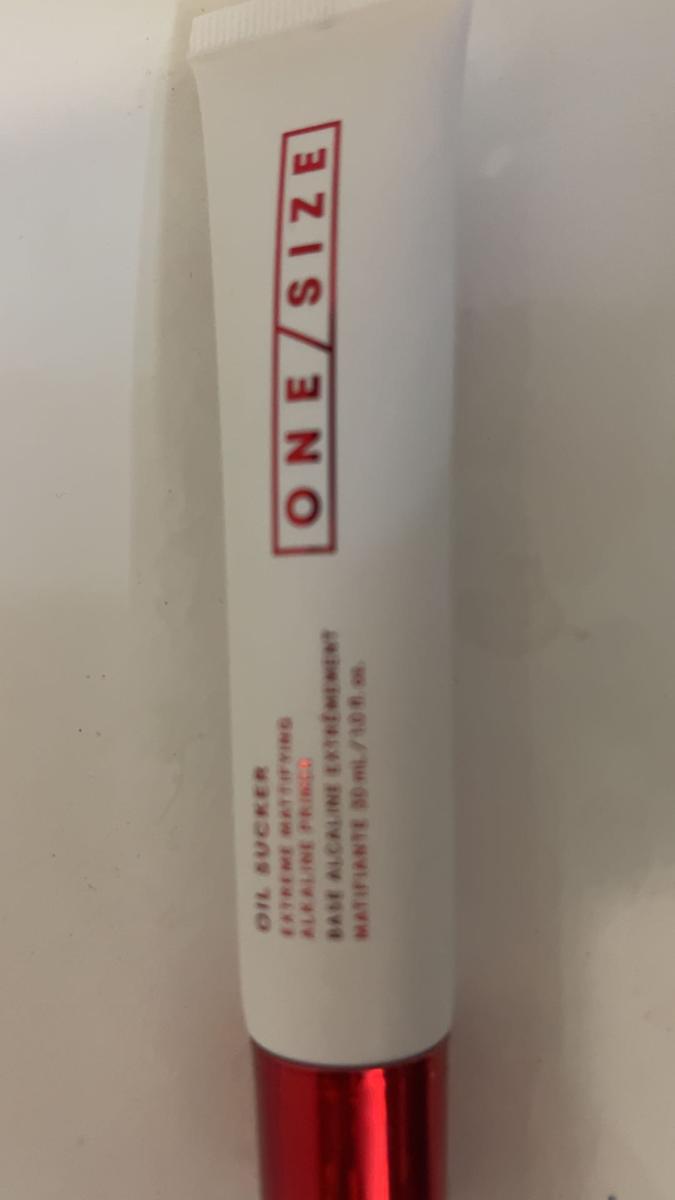 ONE/SIZE
OIL SUCKER
EXTREME MATTIFYING
ALKALINE PRIMER
BASE ALCALINE EXTRÊMEMENT
MATIFIANTE 30 mL/1.0 fl. oz.